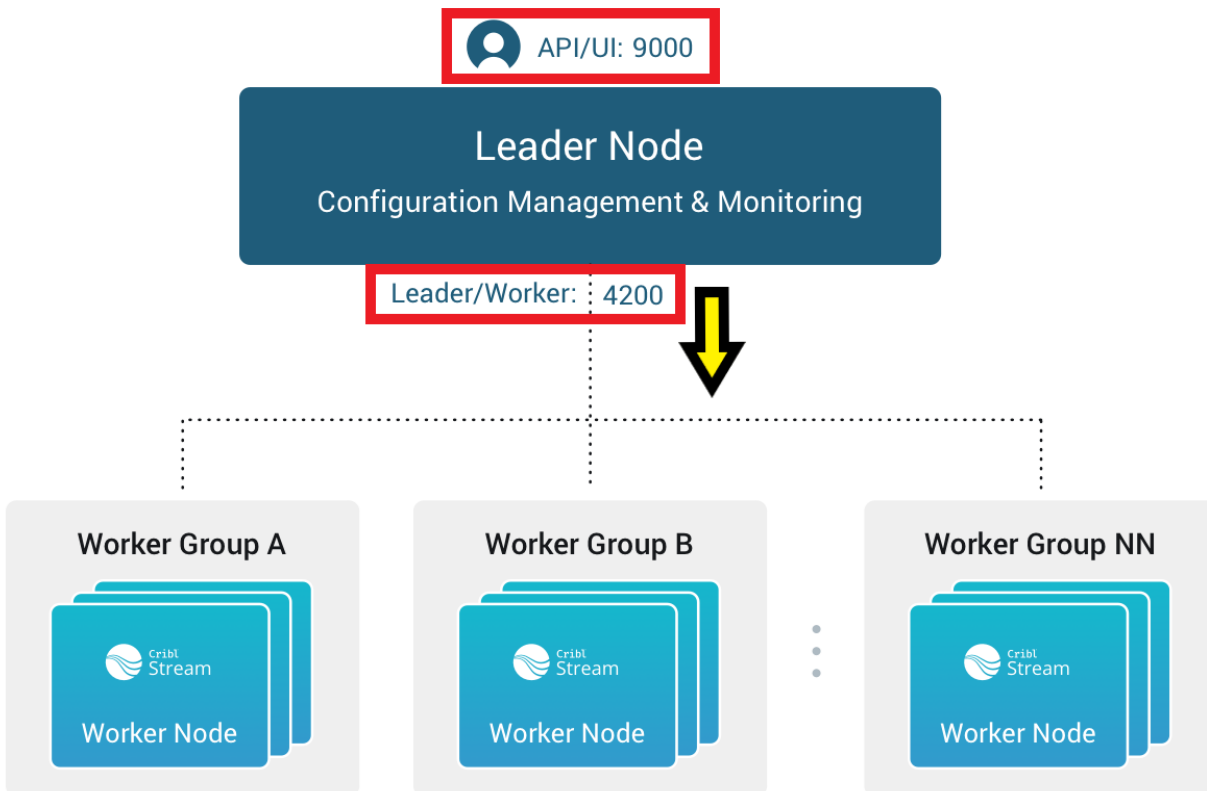 API/UI: 9000
Leader Node
Configuration Management & Monitoring
Leader/Worker: 4200
Worker Group A
Cribl
Stream
Worker Node
Worker Group B
Cribl
Stream
Worker Node
Worker Group NN
Cribl
Stream
Worker Node